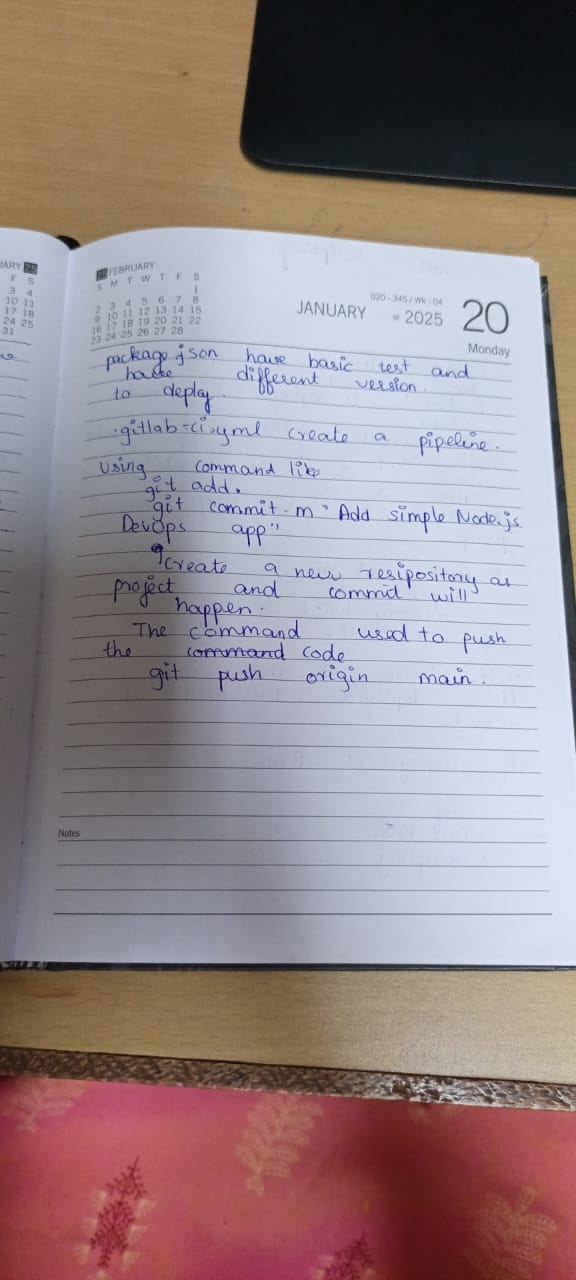 JARY 25
F S
3 4
10 11
17 18
24 25
31
25 FEBRUARY
S M T W T F S
1
2 3 4 5 6 7 8
9 10 11 12 13 14 15
16 17 18 19 20 21 22
23 24 25 26 27 28
020 - 345 / Wk - 04
JANUARY - 2025 20
Monday
package.json have basic test and
have different version.
to deploy.
.gitlab-ci.yml create a pipeline.
Using command like
git add.
git commit -m "Add simple Node.js
DevOps app"
create a new resipository as
project and commit will
happen.
The command used to push
the command code
git push origin main.
Notes